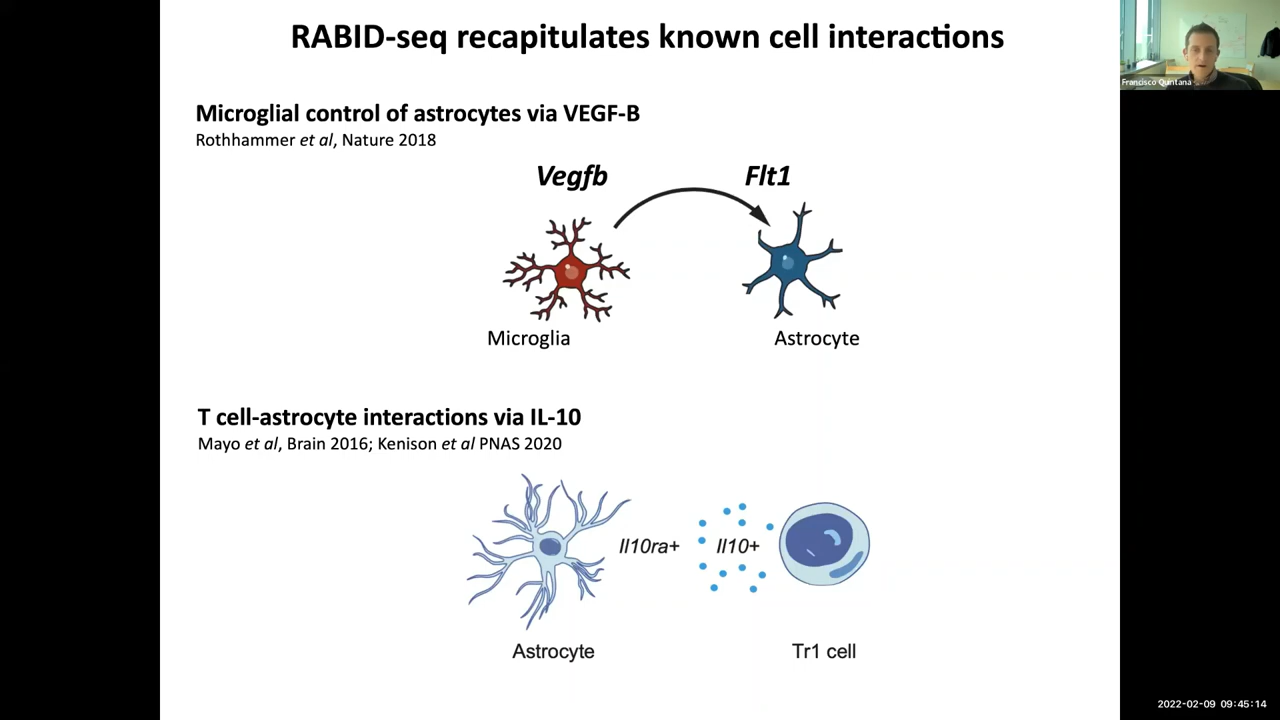 RABID-seq recapitulates known cell interactions
Francisco Quintana
Microglial control of astrocytes via VEGF-B
Rothhammer et al, Nature 2018
Vegfb
Flt1
Microglia
Astrocyte
T cell-astrocyte interactions via IL-10
Mayo et al, Brain 2016; Kenison et al PNAS 2020
Il10ra+
Il10+
Astrocyte
Tr1 cell
2022-02-09 09:45:14